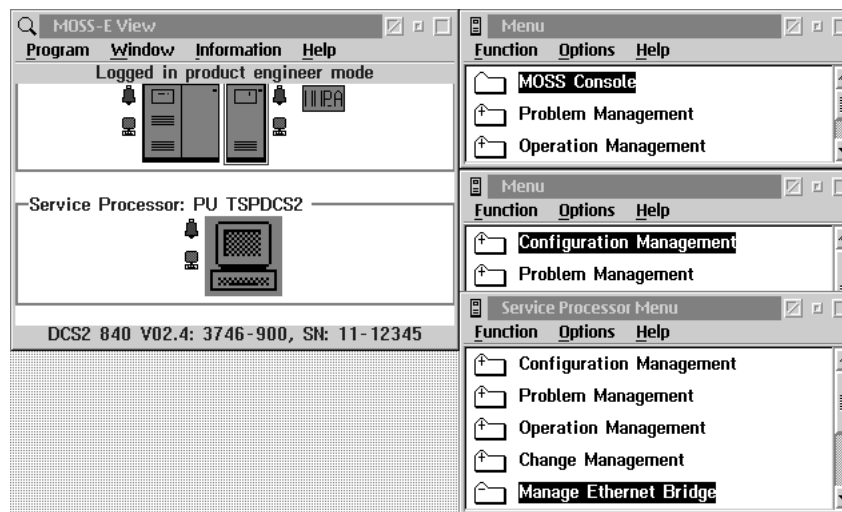 MOSS-E View
Program Window Information Help
Logged in product engineer mode
Service Processor: PU TSPDCS2
DCS2 840 V02.4: 3746-900, SN: 11-12345
Menu
Function Options Help
MOSS Console
Problem Management
Operation Management
Menu
Function Options Help
Configuration Management
Problem Management
Service Processor Menu
Function Options Help
Configuration Management
Problem Management
Operation Management
Change Management
Manage Ethernet Bridge